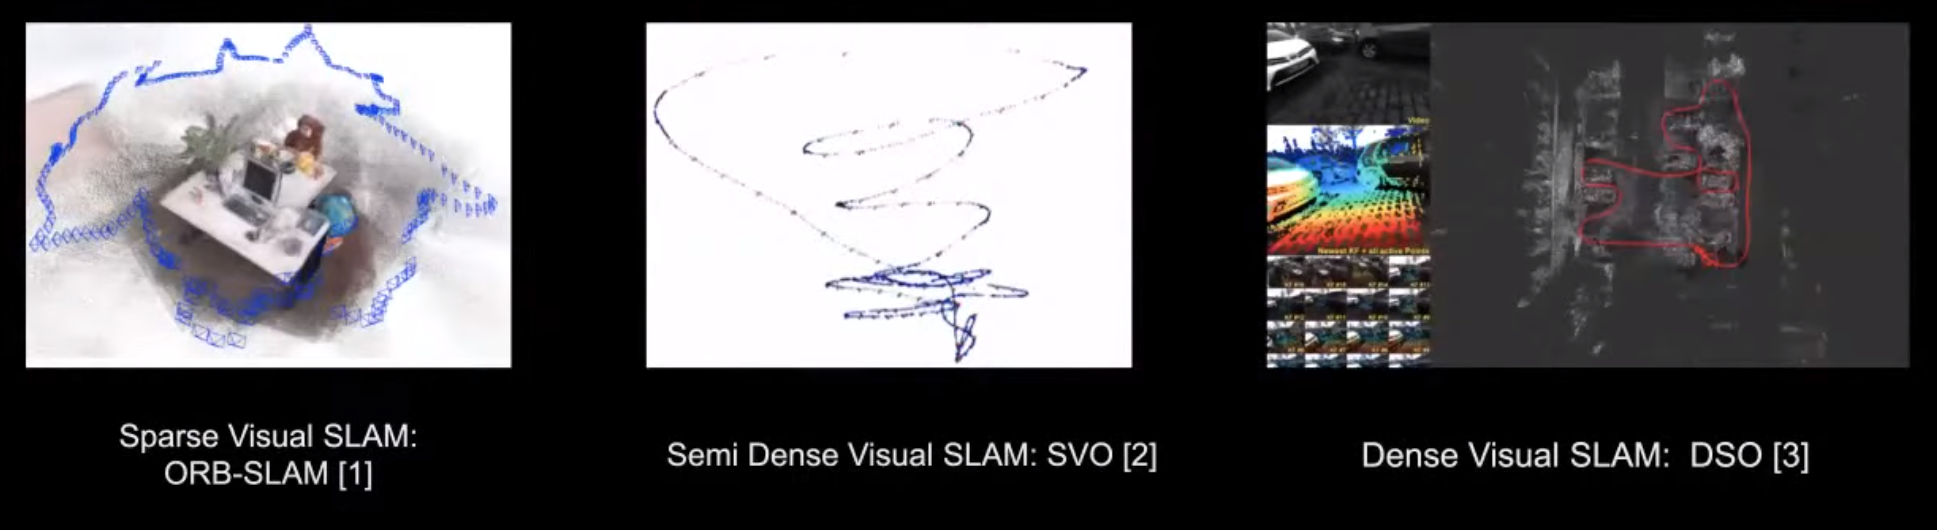 Video
Newest KF + all active Points
Sparse Visual SLAM:
ORB-SLAM [1]
Semi Dense Visual SLAM: SVO [2]
Dense Visual SLAM: DSO [3]